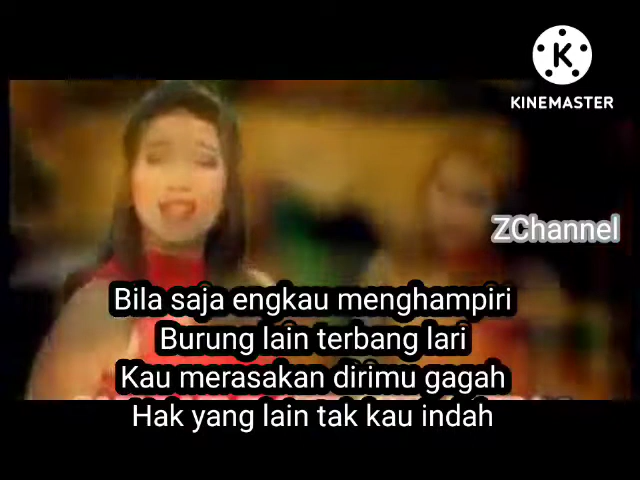 KINEMASTER
ZChannel
Bila saja engkau menghampiri
Burung lain terbang lari
Kau merasakan dirimu gagah
Hak yang lain tak kau indah